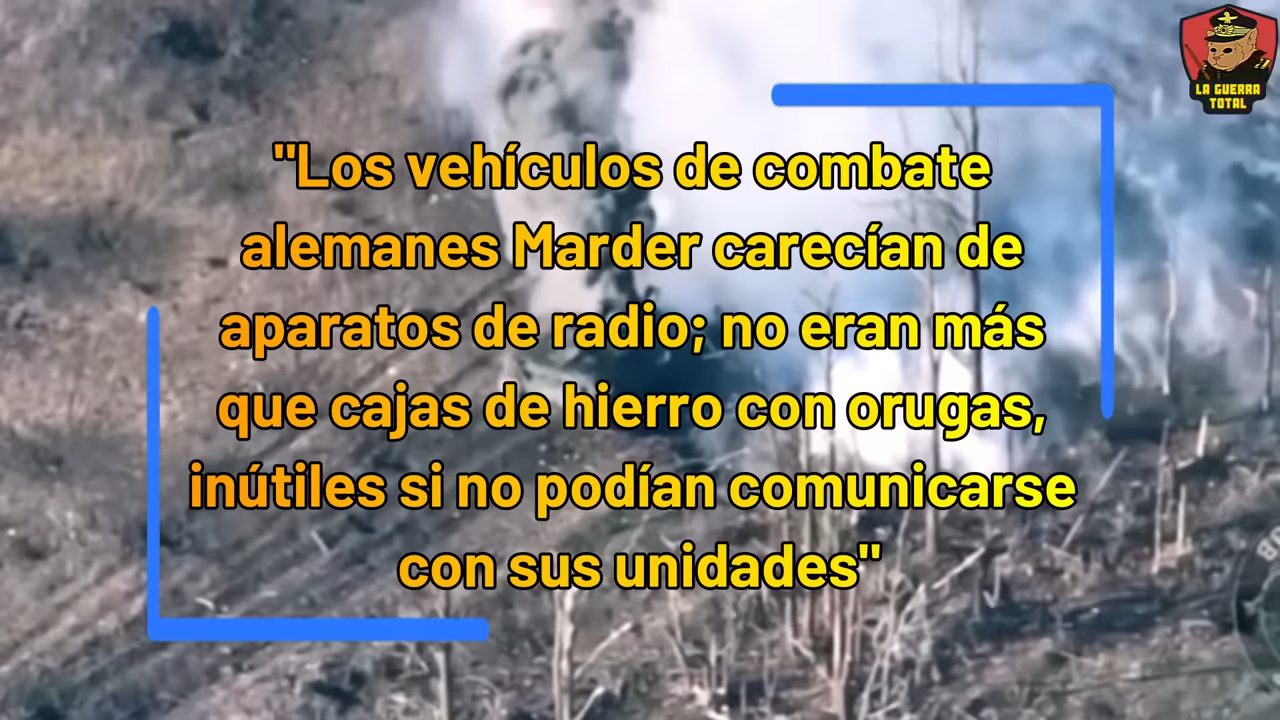 LA GUERRA
TOTAL
"Los vehículos de combate
alemanes Marder carecían de
aparatos de radio; no eran más
que cajas de hierro con orugas,
inútiles si no podían comunicarse
con sus unidades"